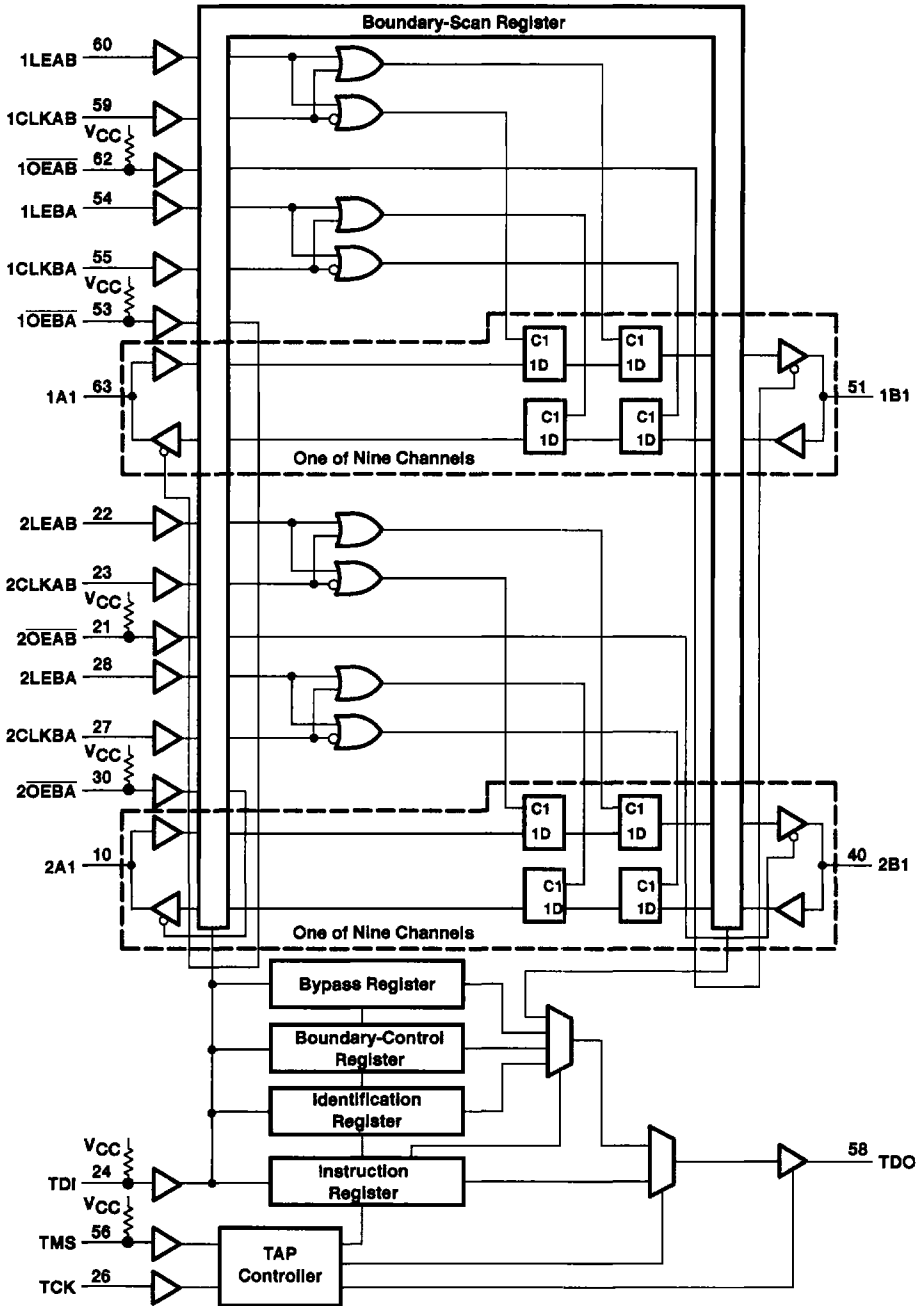 Boundary-Scan Register
1LEAB 60
1CLKAB 59
VCC
1OEAB 62
1LEBA 54
1CLKBA 55
VCC
1OEBA 53
C1
1D
C1
1D
1A1 63
51 1B1
C1
1D
C1
1D
One of Nine Channels
2LEAB 22
2CLKAB 23
VCC
2OEAB 21
2LEBA 28
2CLKBA 27
VCC
2OEBA 30
C1
1D
C1
1D
2A1 10
40 2B1
C1
1D
C1
1D
One of Nine Channels
Bypass Register
Boundary-Control
Register
Identification
Register
VCC
TDI 24
Instruction
Register
58 TDO
VCC
TMS 56
TAP
Controller
TCK 26